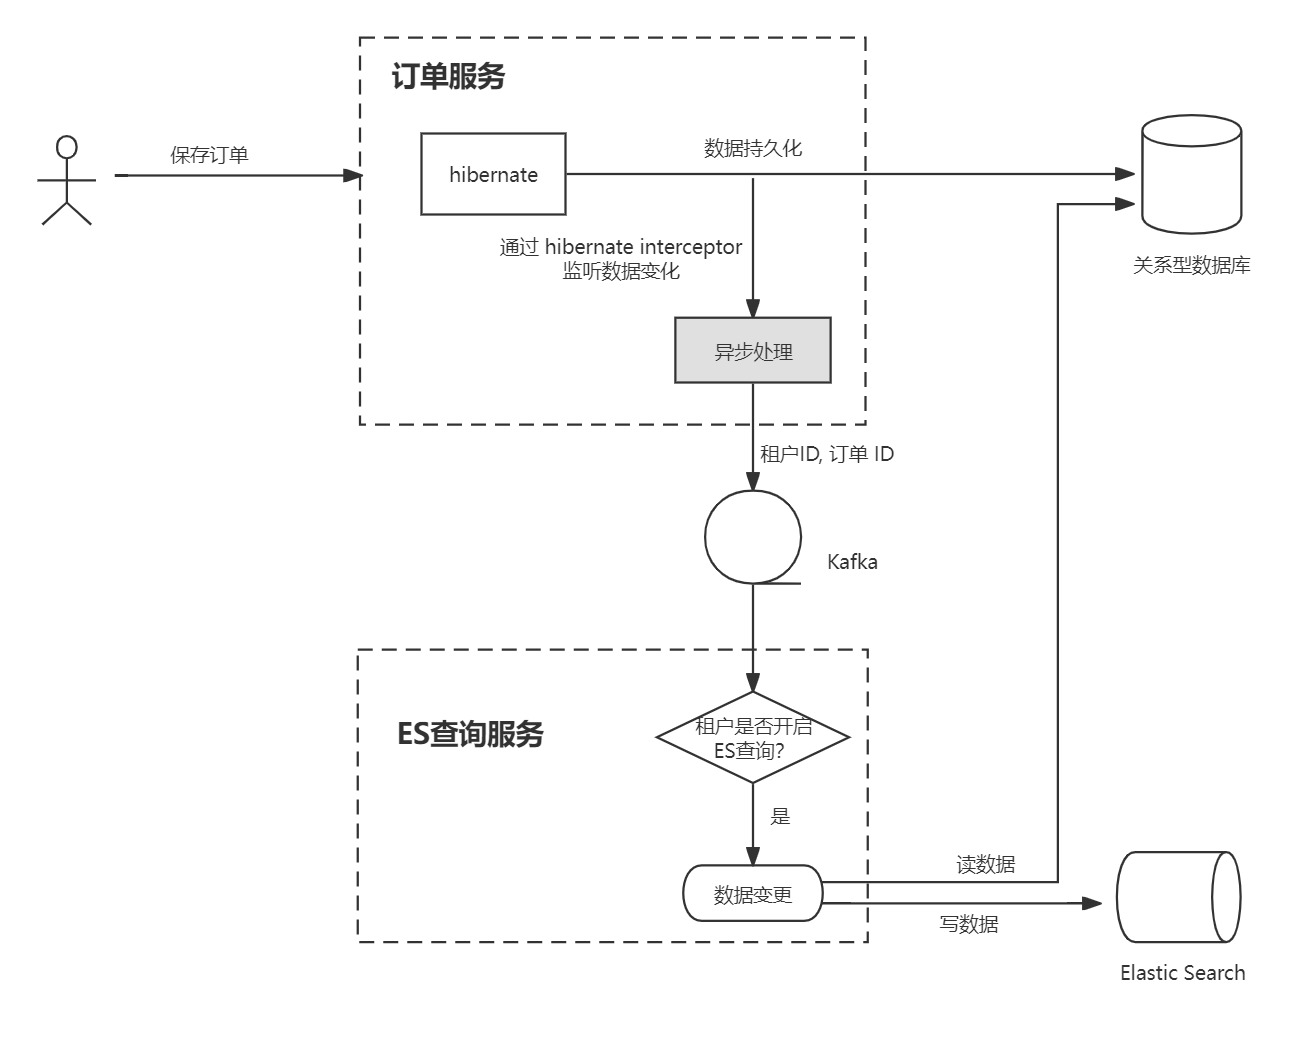 订单服务
保存订单
hibernate
数据持久化
通过 hibernate interceptor
监听数据变化
关系型数据库
异步处理
租户ID, 订单 ID
Kafka
ES查询服务
租户是否开启
ES查询？
是
数据变更
读数据
写数据
Elastic Search